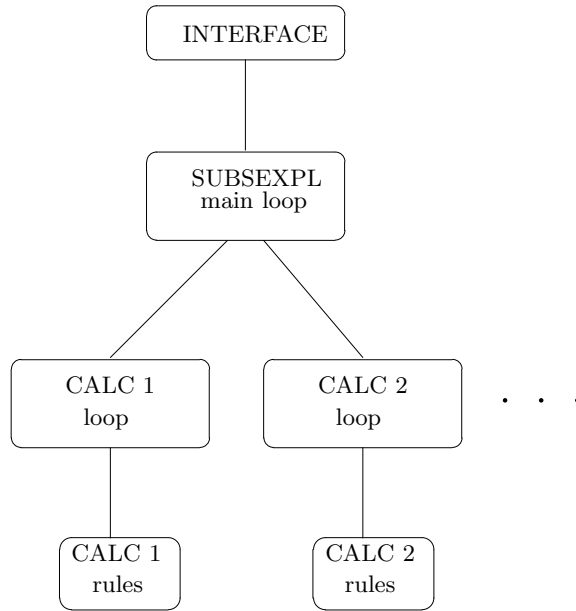 INTERFACE
SUBSEXPL
main loop
CALC 1
loop
CALC 2
loop
. . .
CALC 1
rules
CALC 2
rules